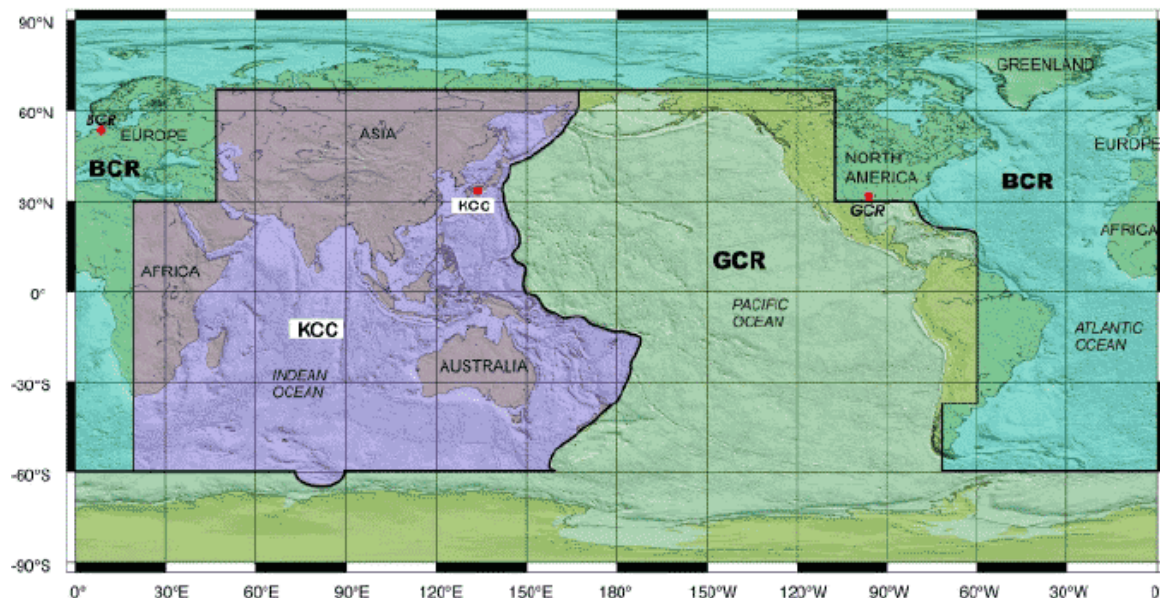 90°N
60°N
30°N
0°
-30°S
-60°S
-90°S
GREENLAND
BCR
EUROPE
ASIA
BCR
NORTH
AMERICA
EUROPE
BCR
KCC
GCR
AFRICA
AFRICA
GCR
KCC
PACIFIC
OCEAN
ATLANTIC
OCEAN
AUSTRALIA
INDEAN
OCEAN
0°
30°E
60°E
90°E
120°E
150°E
180°
150°W
120°W
90°W
60°W
30°W
0